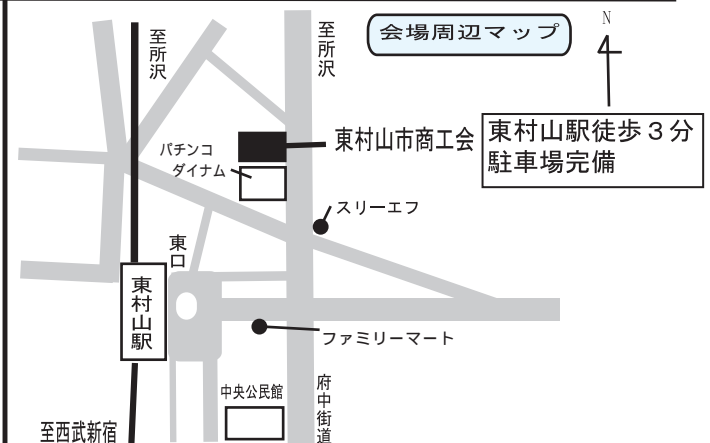 会場周辺マップ
N
至所沢
至所沢
東村山市商工会
東村山駅徒歩３分
駐車場完備
パチンコ
ダイナム
スリーエフ
東口
東村山駅
ファミリーマート
中央公民館
府中街道
至西武新宿